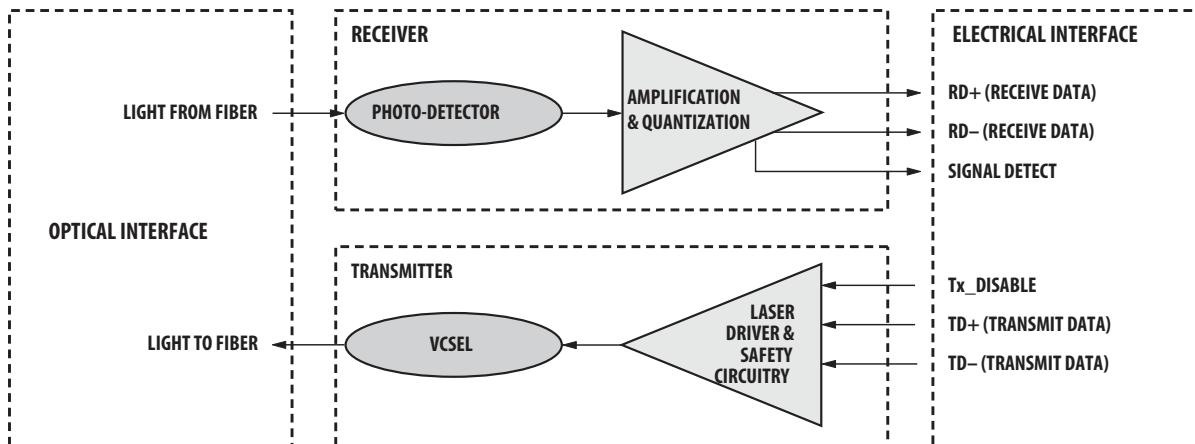 RECEIVER
ELECTRICAL INTERFACE
LIGHT FROM FIBER
PHOTO-DETECTOR
AMPLIFICATION
& QUANTIZATION
RD+ (RECEIVE DATA)
RD– (RECEIVE DATA)
SIGNAL DETECT
OPTICAL INTERFACE
TRANSMITTER
LIGHT TO FIBER
VCSEL
LASER
DRIVER &
SAFETY
CIRCUITRY
Tx_DISABLE
TD+ (TRANSMIT DATA)
TD– (TRANSMIT DATA)